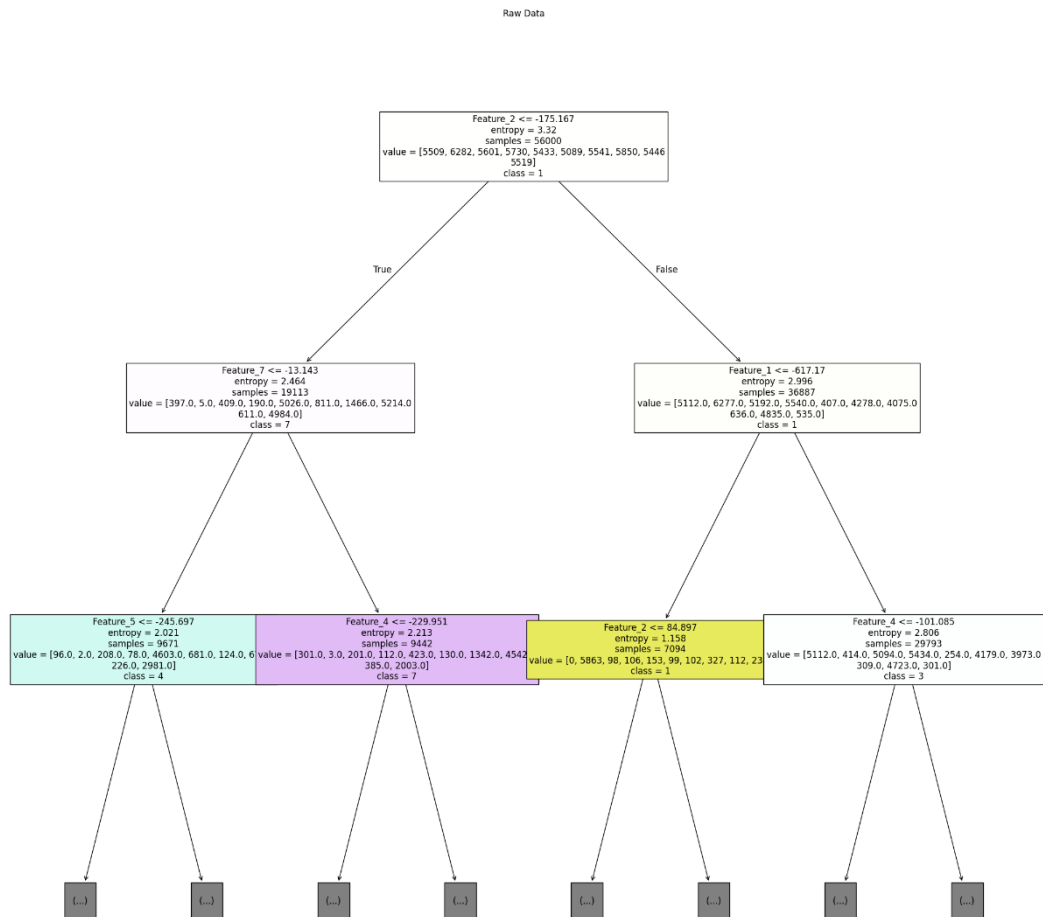 Raw Data
Feature_2 <= -175.167
entropy = 3.32
samples = 56000
value = [5509, 6282, 5601, 5730, 5433, 5089, 5541, 5850, 5446
5519]
class = 1
True
False
Feature_7 <= -13.143
entropy = 2.464
samples = 19113
value = [397.0, 5.0, 409.0, 190.0, 5026.0, 811.0, 1466.0, 5214.0
611.0, 4984.0]
class = 7
Feature_1 <= -617.17
entropy = 2.996
samples = 36887
value = [5112.0, 6277.0, 5192.0, 5540.0, 407.0, 4278.0, 4075.0
636.0, 4835.0, 535.0]
class = 1
Feature_5 <= -245.697
entropy = 2.021
samples = 9671
value = [96.0, 2.0, 208.0, 78.0, 4603.0, 681.0, 124.0, 6
226.0, 2981.0]
class = 4
Feature_4 <= -229.951
entropy = 2.213
samples = 9442
value = [301.0, 3.0, 201.0, 112.0, 423.0, 130.0, 1342.0, 4542
385.0, 2003.0]
class = 7
Feature_2 <= 84.897
entropy = 1.158
samples = 7094
value = [0, 5863, 98, 106, 153, 99, 102, 327, 112, 23
class = 1
Feature_4 <= -101.085
entropy = 2.806
samples = 29793
value = [5112.0, 414.0, 5094.0, 5434.0, 254.0, 4179.0, 3973.0
309.0, 4723.0, 301.0]
class = 3
(...)
(...)
(...)
(...)
(...)
(...)
(...)
(...)